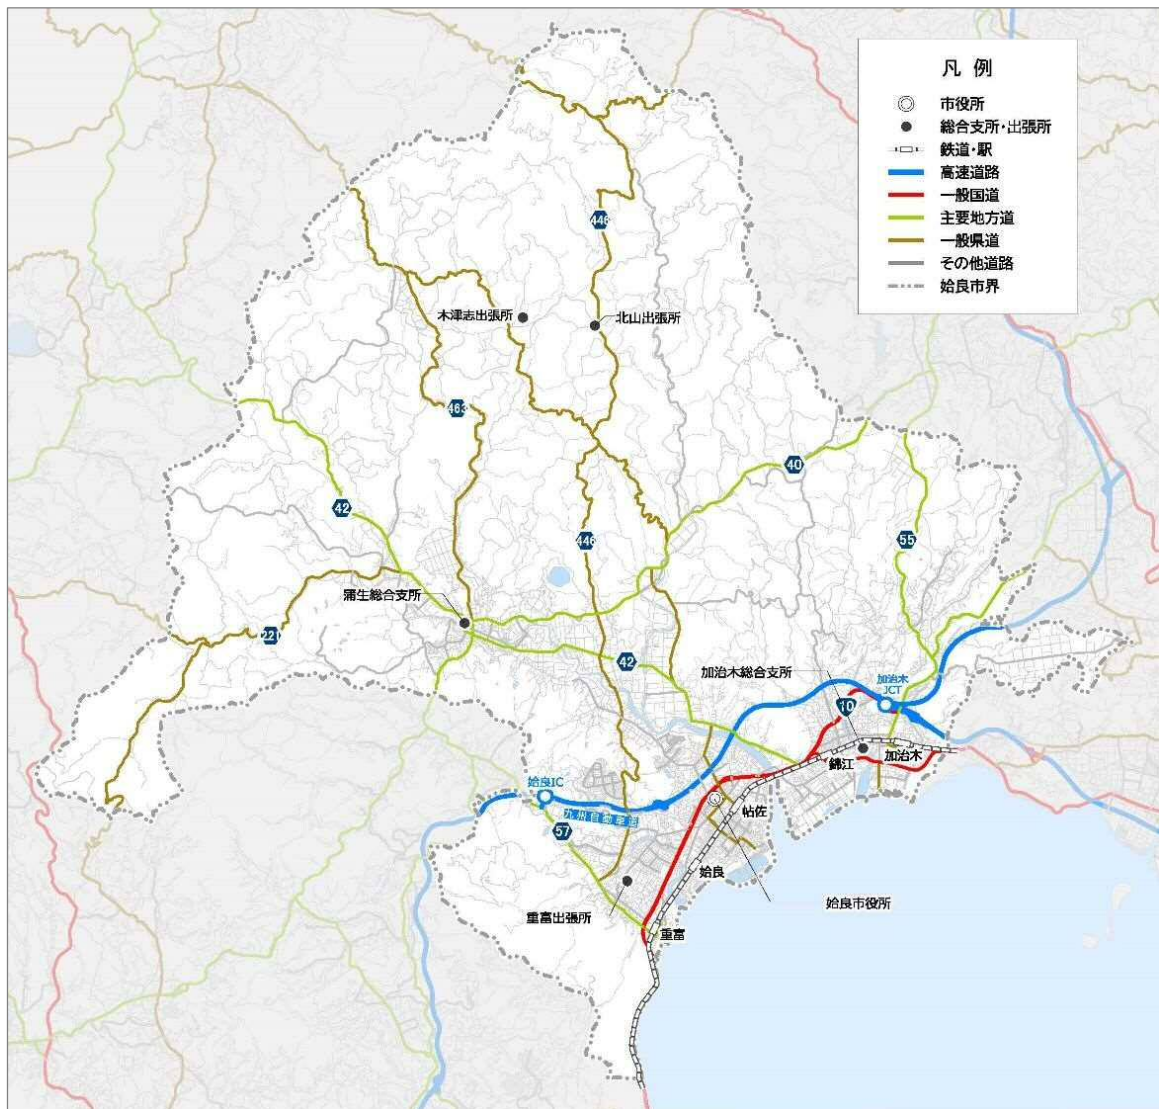 凡 例
市役所
総合支所・出張所
鉄道・駅
高速道路
一般国道
主要地方道
一般県道
その他道路
姶良市界
446
木津志出張所
北山出張所
463
40
42
55
446
蒲生総合支所
221
42
加治木総合支所
加治木
JCT
10
錦江
加治木
姶良IC
九州自動車道
57
帖佐
姶良
重富出張所
姶良市役所
重富